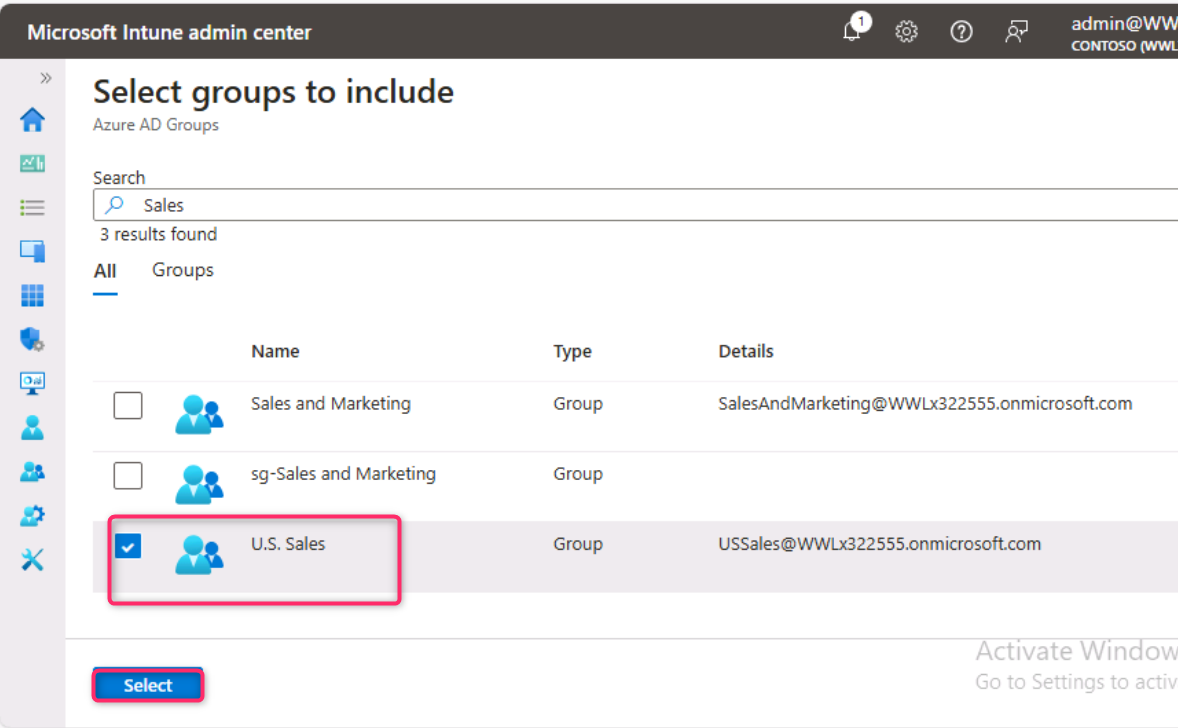 Microsoft Intune admin center
1
admin@WW
CONTOSO (WWL
Select groups to include
Azure AD Groups
Search
Sales
3 results found
All Groups
Name Type Details
Sales and Marketing Group SalesAndMarketing@WWLx322555.onmicrosoft.com
sg-Sales and Marketing Group
U.S. Sales Group USSales@WWLx322555.onmicrosoft.com
Activate Window
Go to Settings to activ
Select